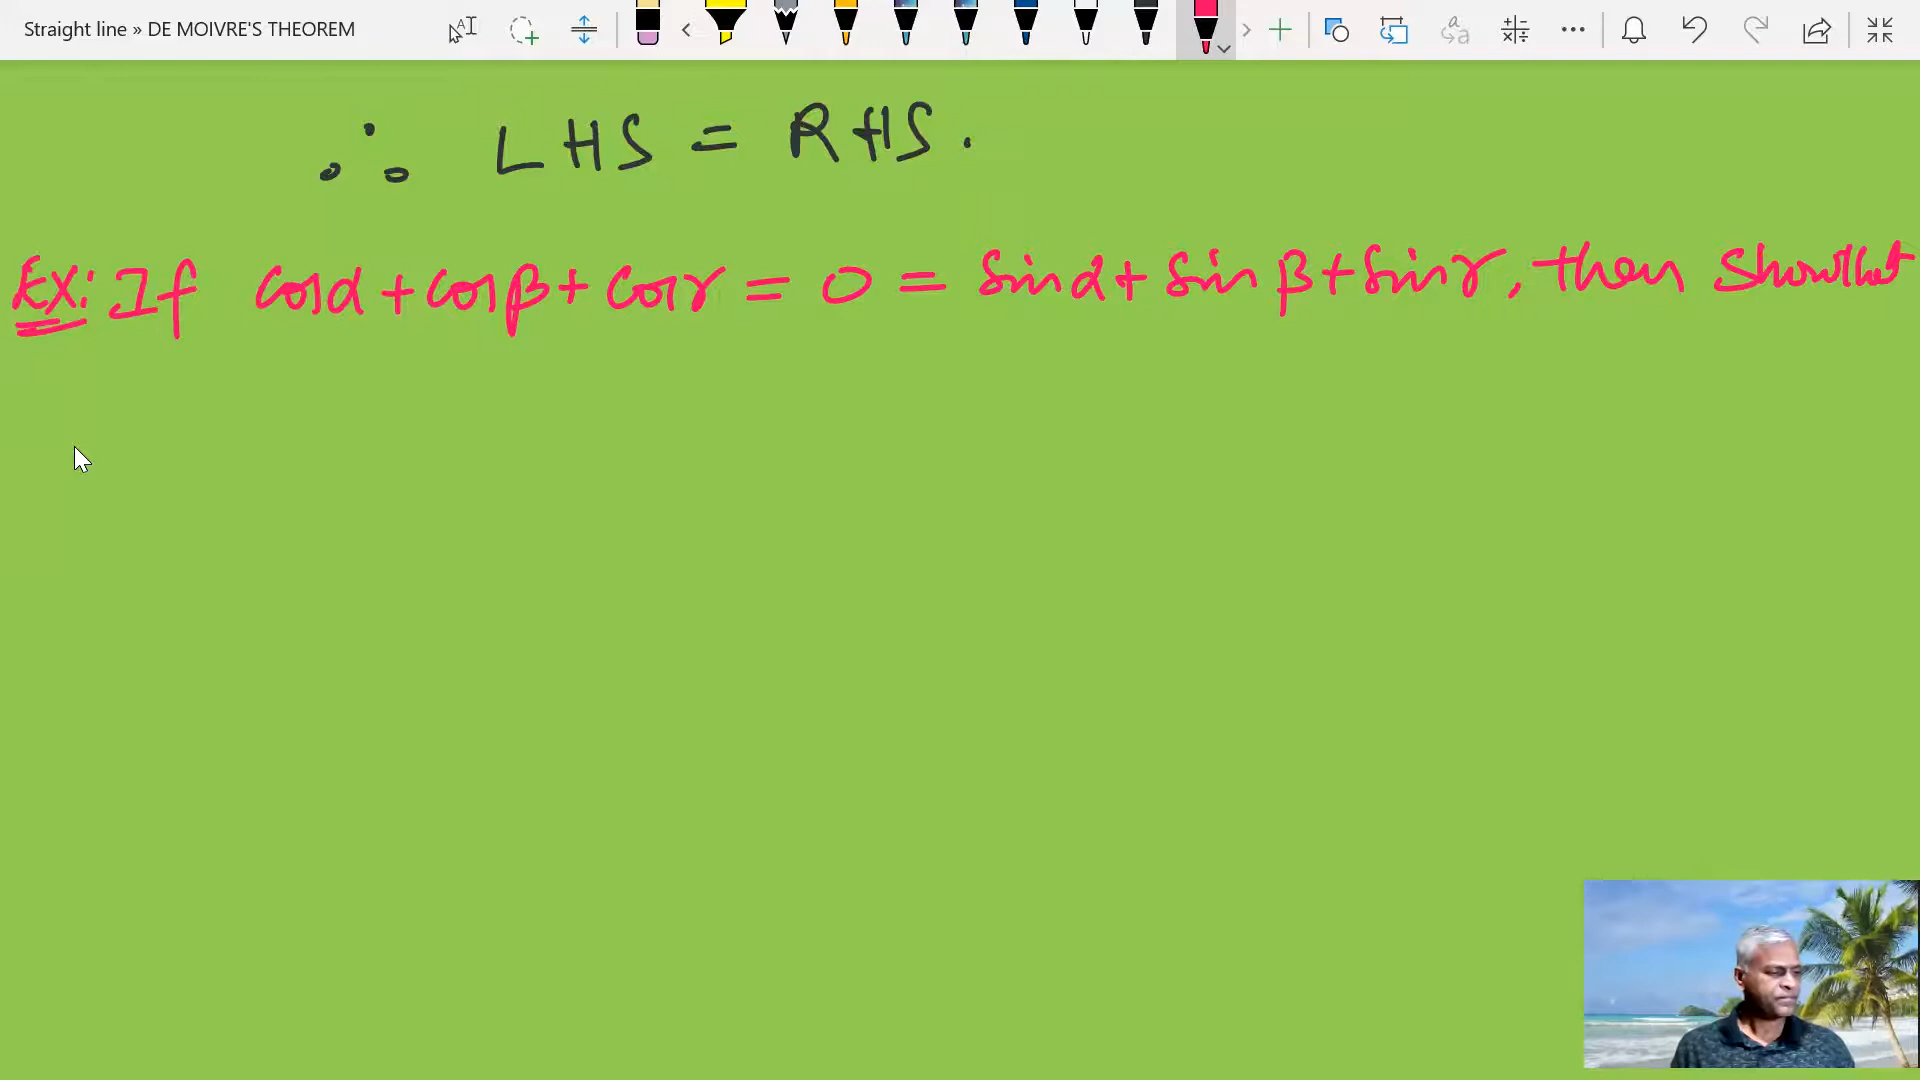 Straight line » DE MOIVRE'S THEOREM
∴ LHS = RHS.
EX: If cosα + cosβ + cosγ = 0 = sinα + sinβ + sinγ, then show that